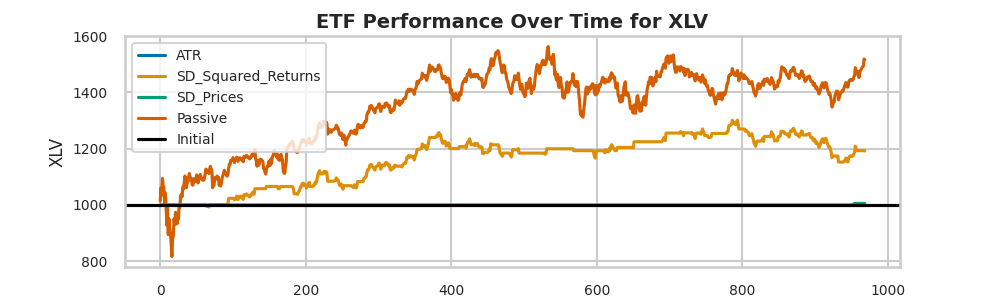 ETF Performance Over Time for XLV
1600
1400
1200
1000
800
XLV
ATR
SD_Squared_Returns
SD_Prices
Passive
Initial
0
200
400
600
800
1000